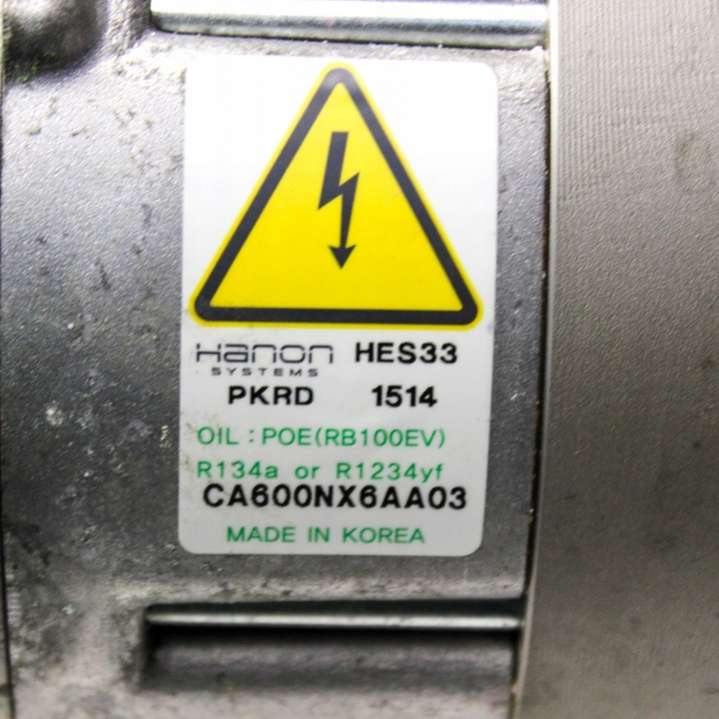 Hanon HES33
SYSTEMS
PKRD 1514
OIL : POE(RB100EV)
R134a or R1234yf
CA600NX6AA03
MADE IN KOREA